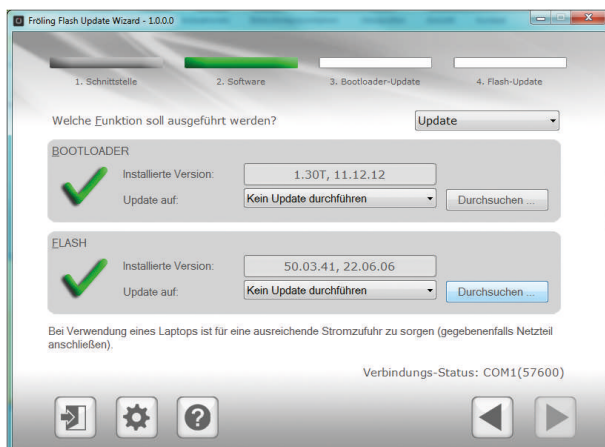 Fröling Flash Update Wizard - 1.0.0.0
1. Schnittstelle
2. Software
3. Bootloader-Update
4. Flash-Update
Welche Funktion soll ausgeführt werden?
Update
BOOTLOADER
Installierte Version:
1.30T, 11.12.12
Update auf:
Kein Update durchführen
Durchsuchen ...
FLASH
Installierte Version:
50.03.41, 22.06.06
Update auf:
Kein Update durchführen
Durchsuchen ...
Bei Verwendung eines Laptops ist für eine ausreichende Stromzufuhr zu sorgen (gegebenenfalls Netzteil
anschließen).
Verbindungs-Status: COM1(57600)
?